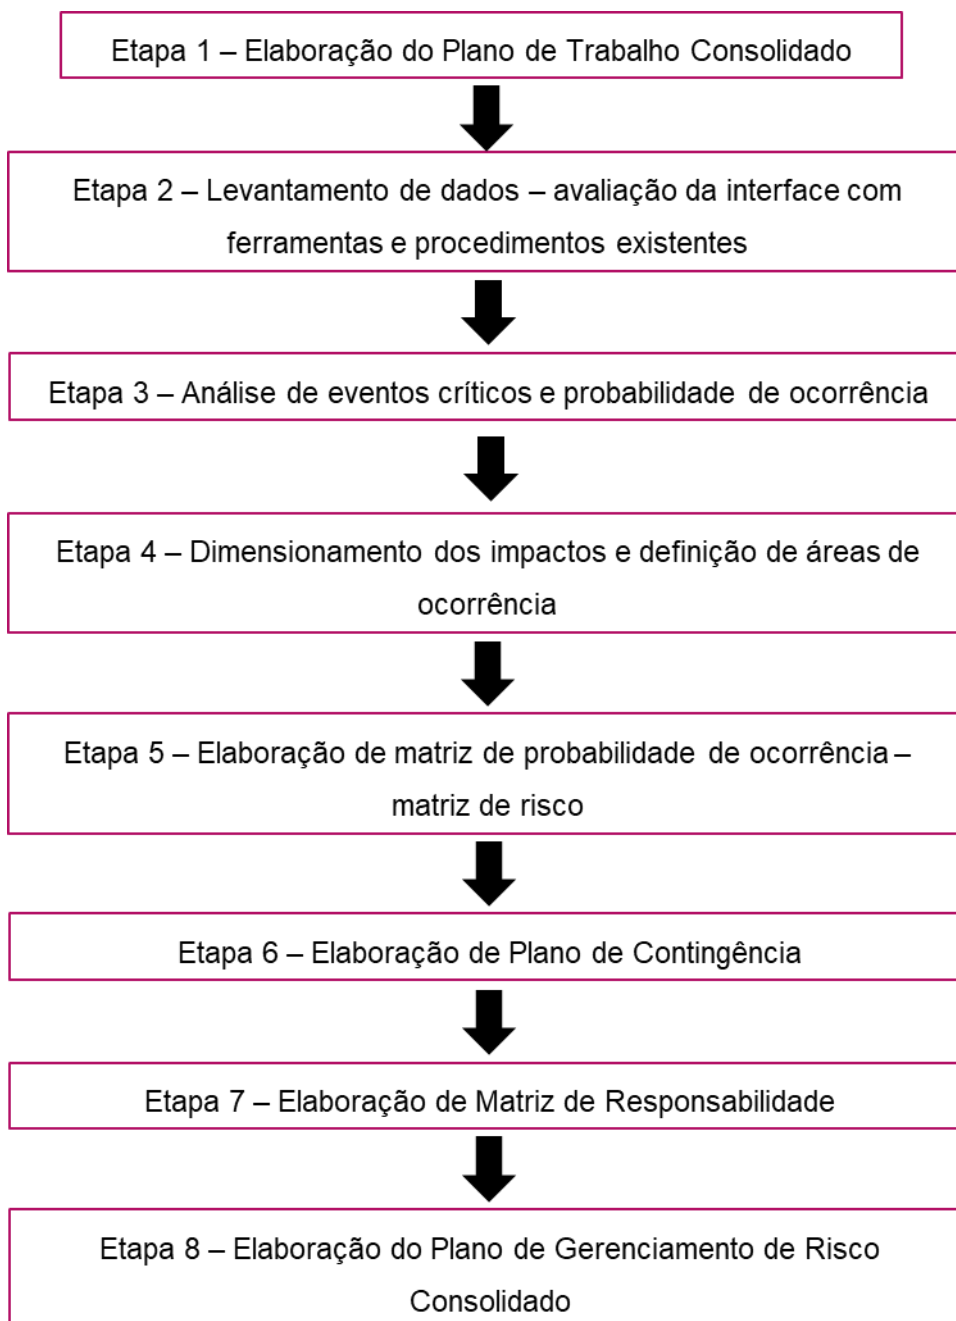 Etapa 1 – Elaboração do Plano de Trabalho Consolidado
Etapa 2 – Levantamento de dados – avaliação da interface com
ferramentas e procedimentos existentes
Etapa 3 – Análise de eventos críticos e probabilidade de ocorrência
Etapa 4 – Dimensionamento dos impactos e definição de áreas de
ocorrência
Etapa 5 – Elaboração de matriz de probabilidade de ocorrência –
matriz de risco
Etapa 6 – Elaboração de Plano de Contingência
Etapa 7 – Elaboração de Matriz de Responsabilidade
Etapa 8 – Elaboração do Plano de Gerenciamento de Risco
Consolidado